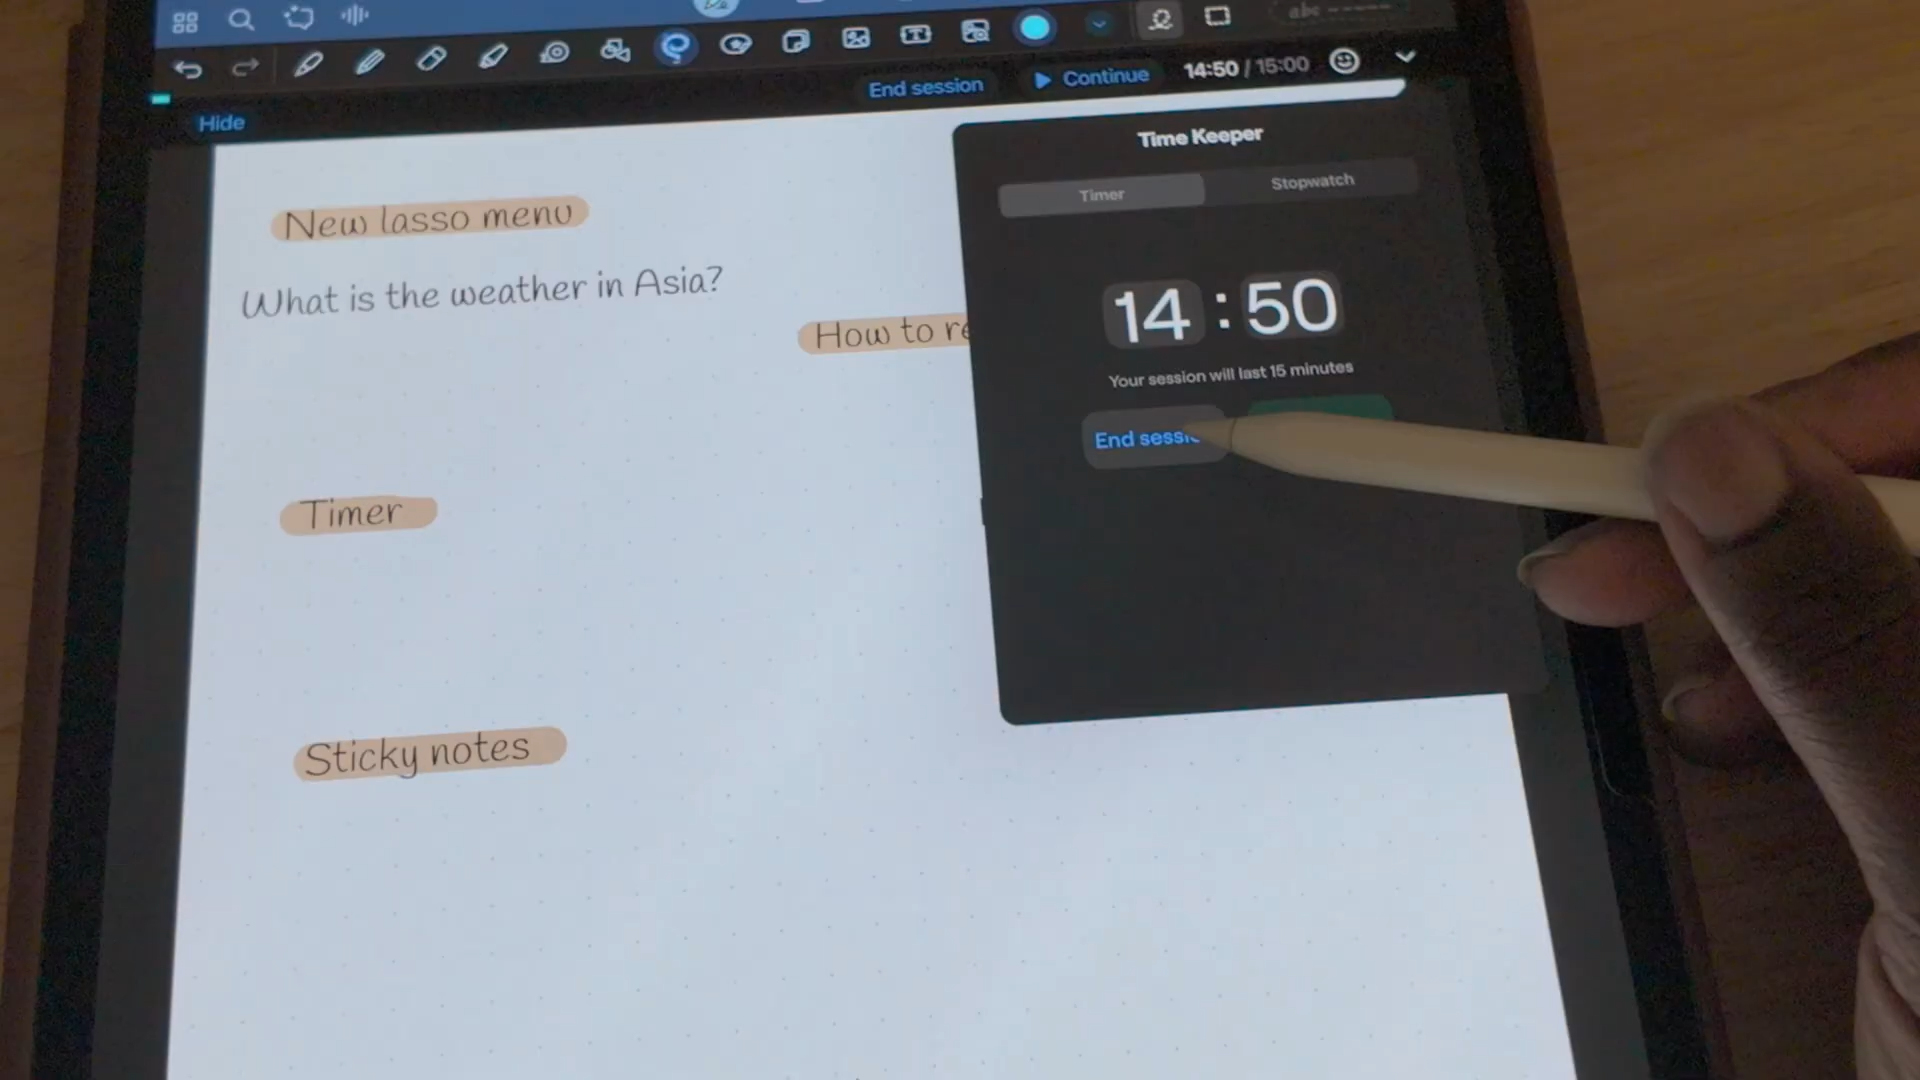 abc
End session
Continue
14:50 / 15:00
Hide
Time Keeper
Timer
Stopwatch
New lasso menu
What is the weather in Asia?
14:50
How to re
Your session will last 15 minutes
End sessi
Timer
Sticky notes